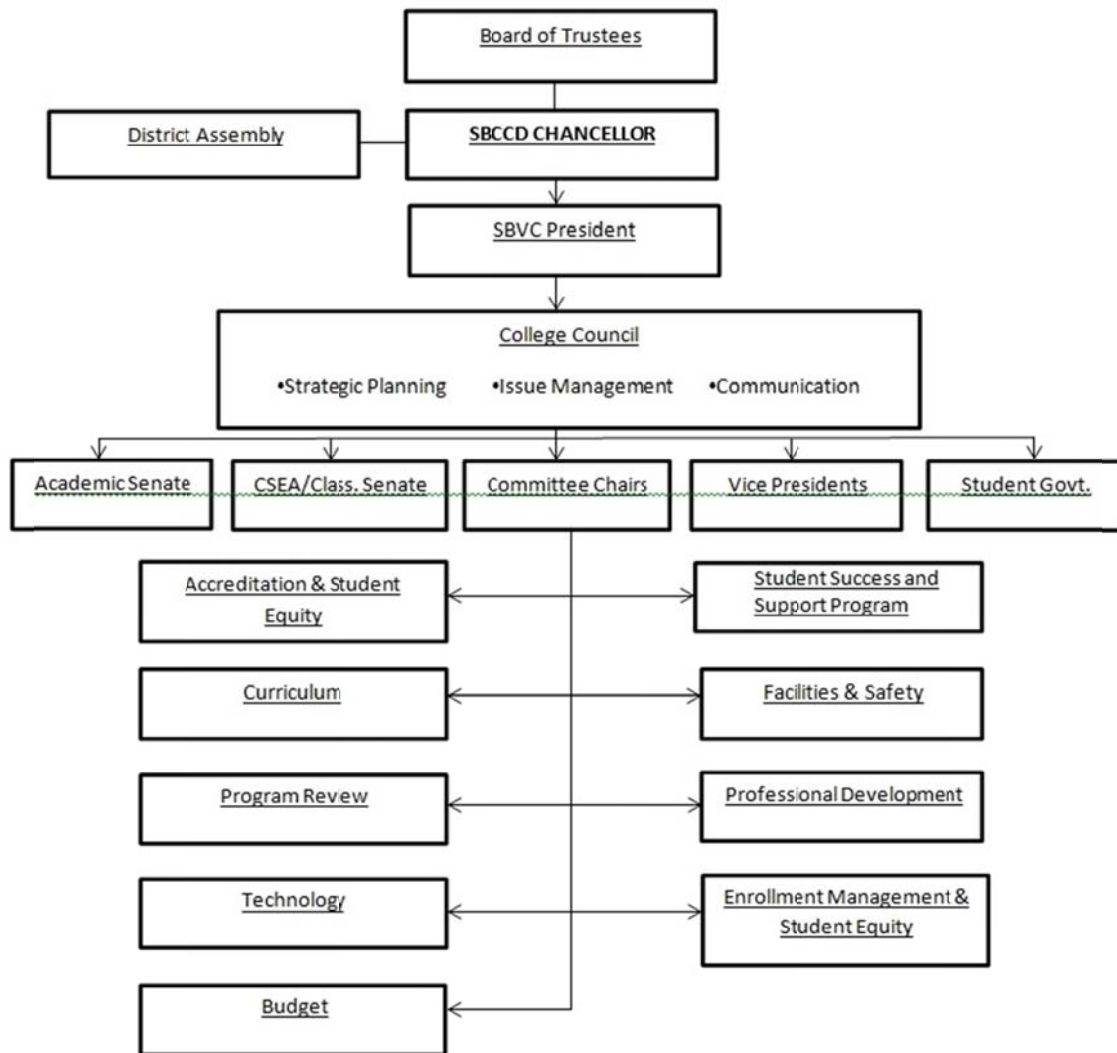 Board of Trustees
District Assembly
SBCCD CHANCELLOR
SBVC President
College Council
•Strategic Planning •Issue Management •Communication
Academic Senate
CSEA/Class. Senate
Committee Chairs
Vice Presidents
Student Govt.
Accreditation & Student
Equity
Student Success and
Support Program
Curriculum
Facilities & Safety
Program Review
Professional Development
Technology
Enrollment Management &
Student Equity
Budget